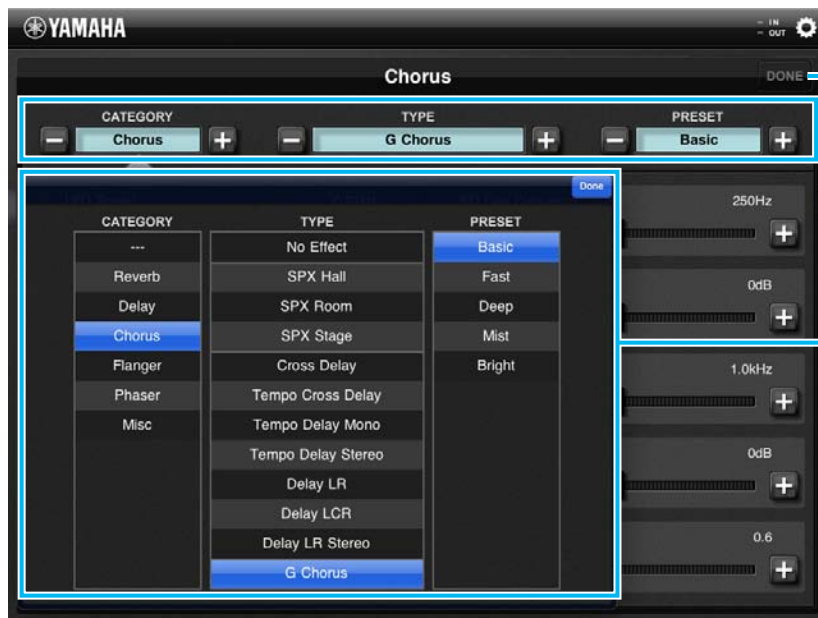 YAMAHA
IN
OUT
Chorus
DONE
CATEGORY
TYPE
PRESET
Chorus
G Chorus
Basic
Done
CATEGORY
TYPE
PRESET
---
No Effect
Basic
Reverb
SPX Hall
Fast
Delay
SPX Room
Deep
Chorus
SPX Stage
Mist
Flanger
Cross Delay
Bright
Phaser
Tempo Cross Delay
Misc
Tempo Delay Mono
Tempo Delay Stereo
Delay LR
Delay LCR
Delay LR Stereo
G Chorus
250Hz
0dB
1.0kHz
0dB
0.6